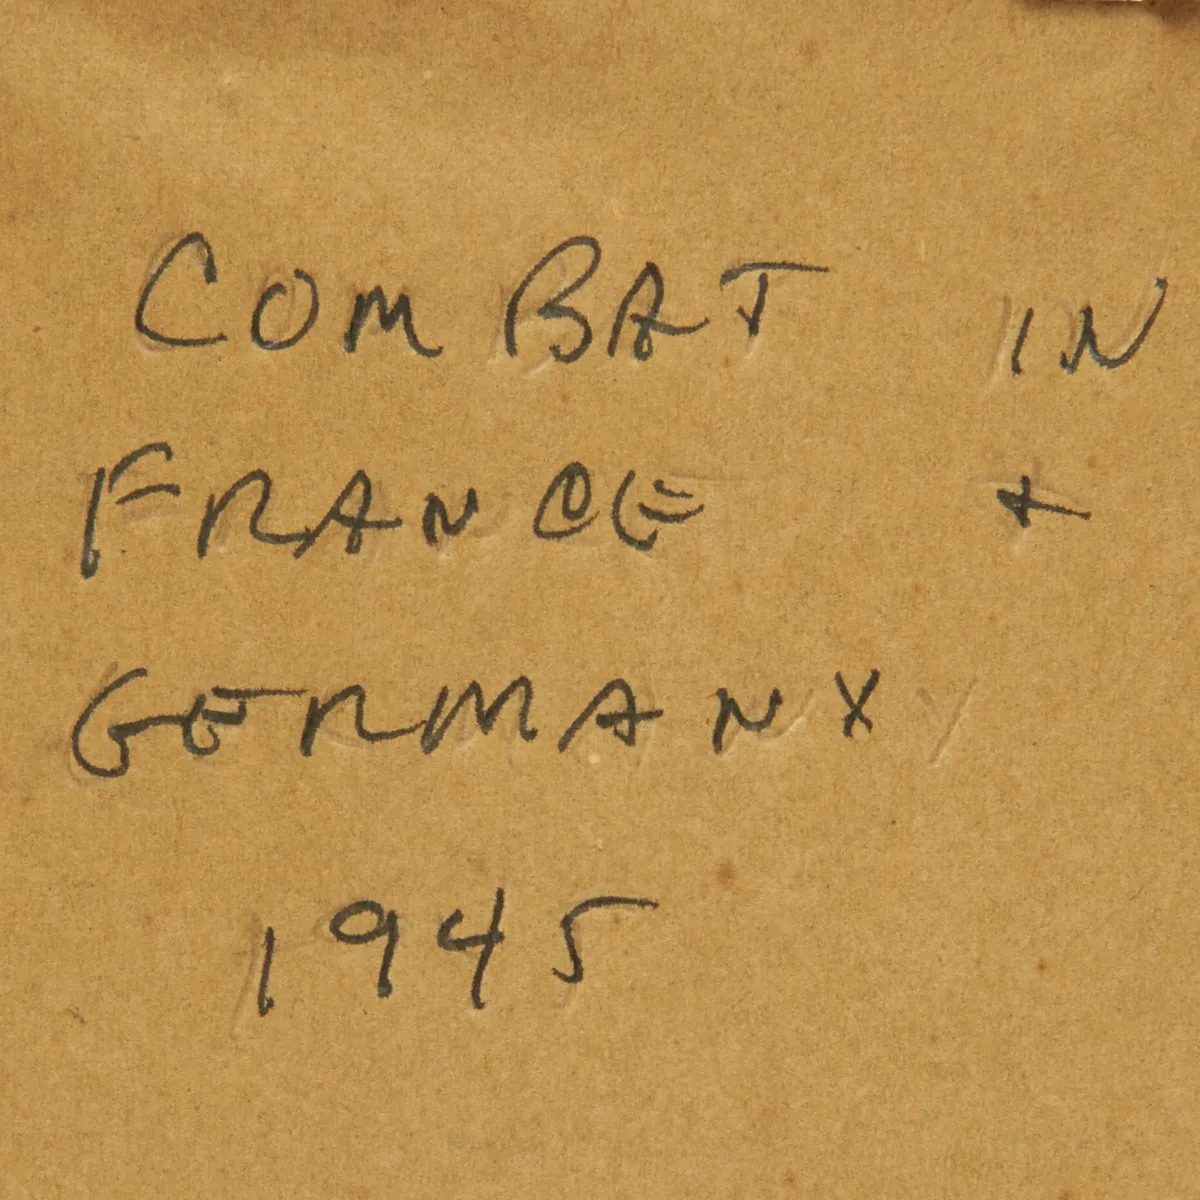 COMBAT IN
FRANCE +
GERMANY
1945